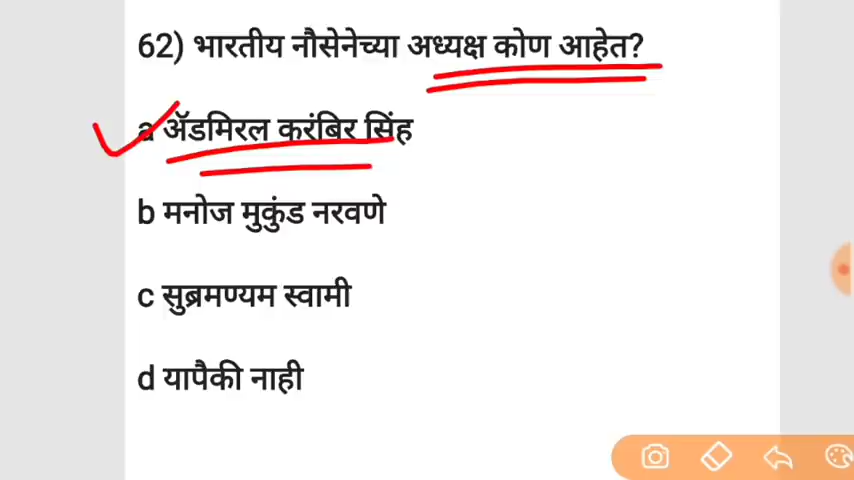 62) भारतीय नौसेनेच्या अध्यक्ष कोण आहेत?
a ॲडमिरल करंबिर सिंह
b मनोज मुकुंड नरवणे
c सुब्रमण्यम स्वामी
d यापैकी नाही